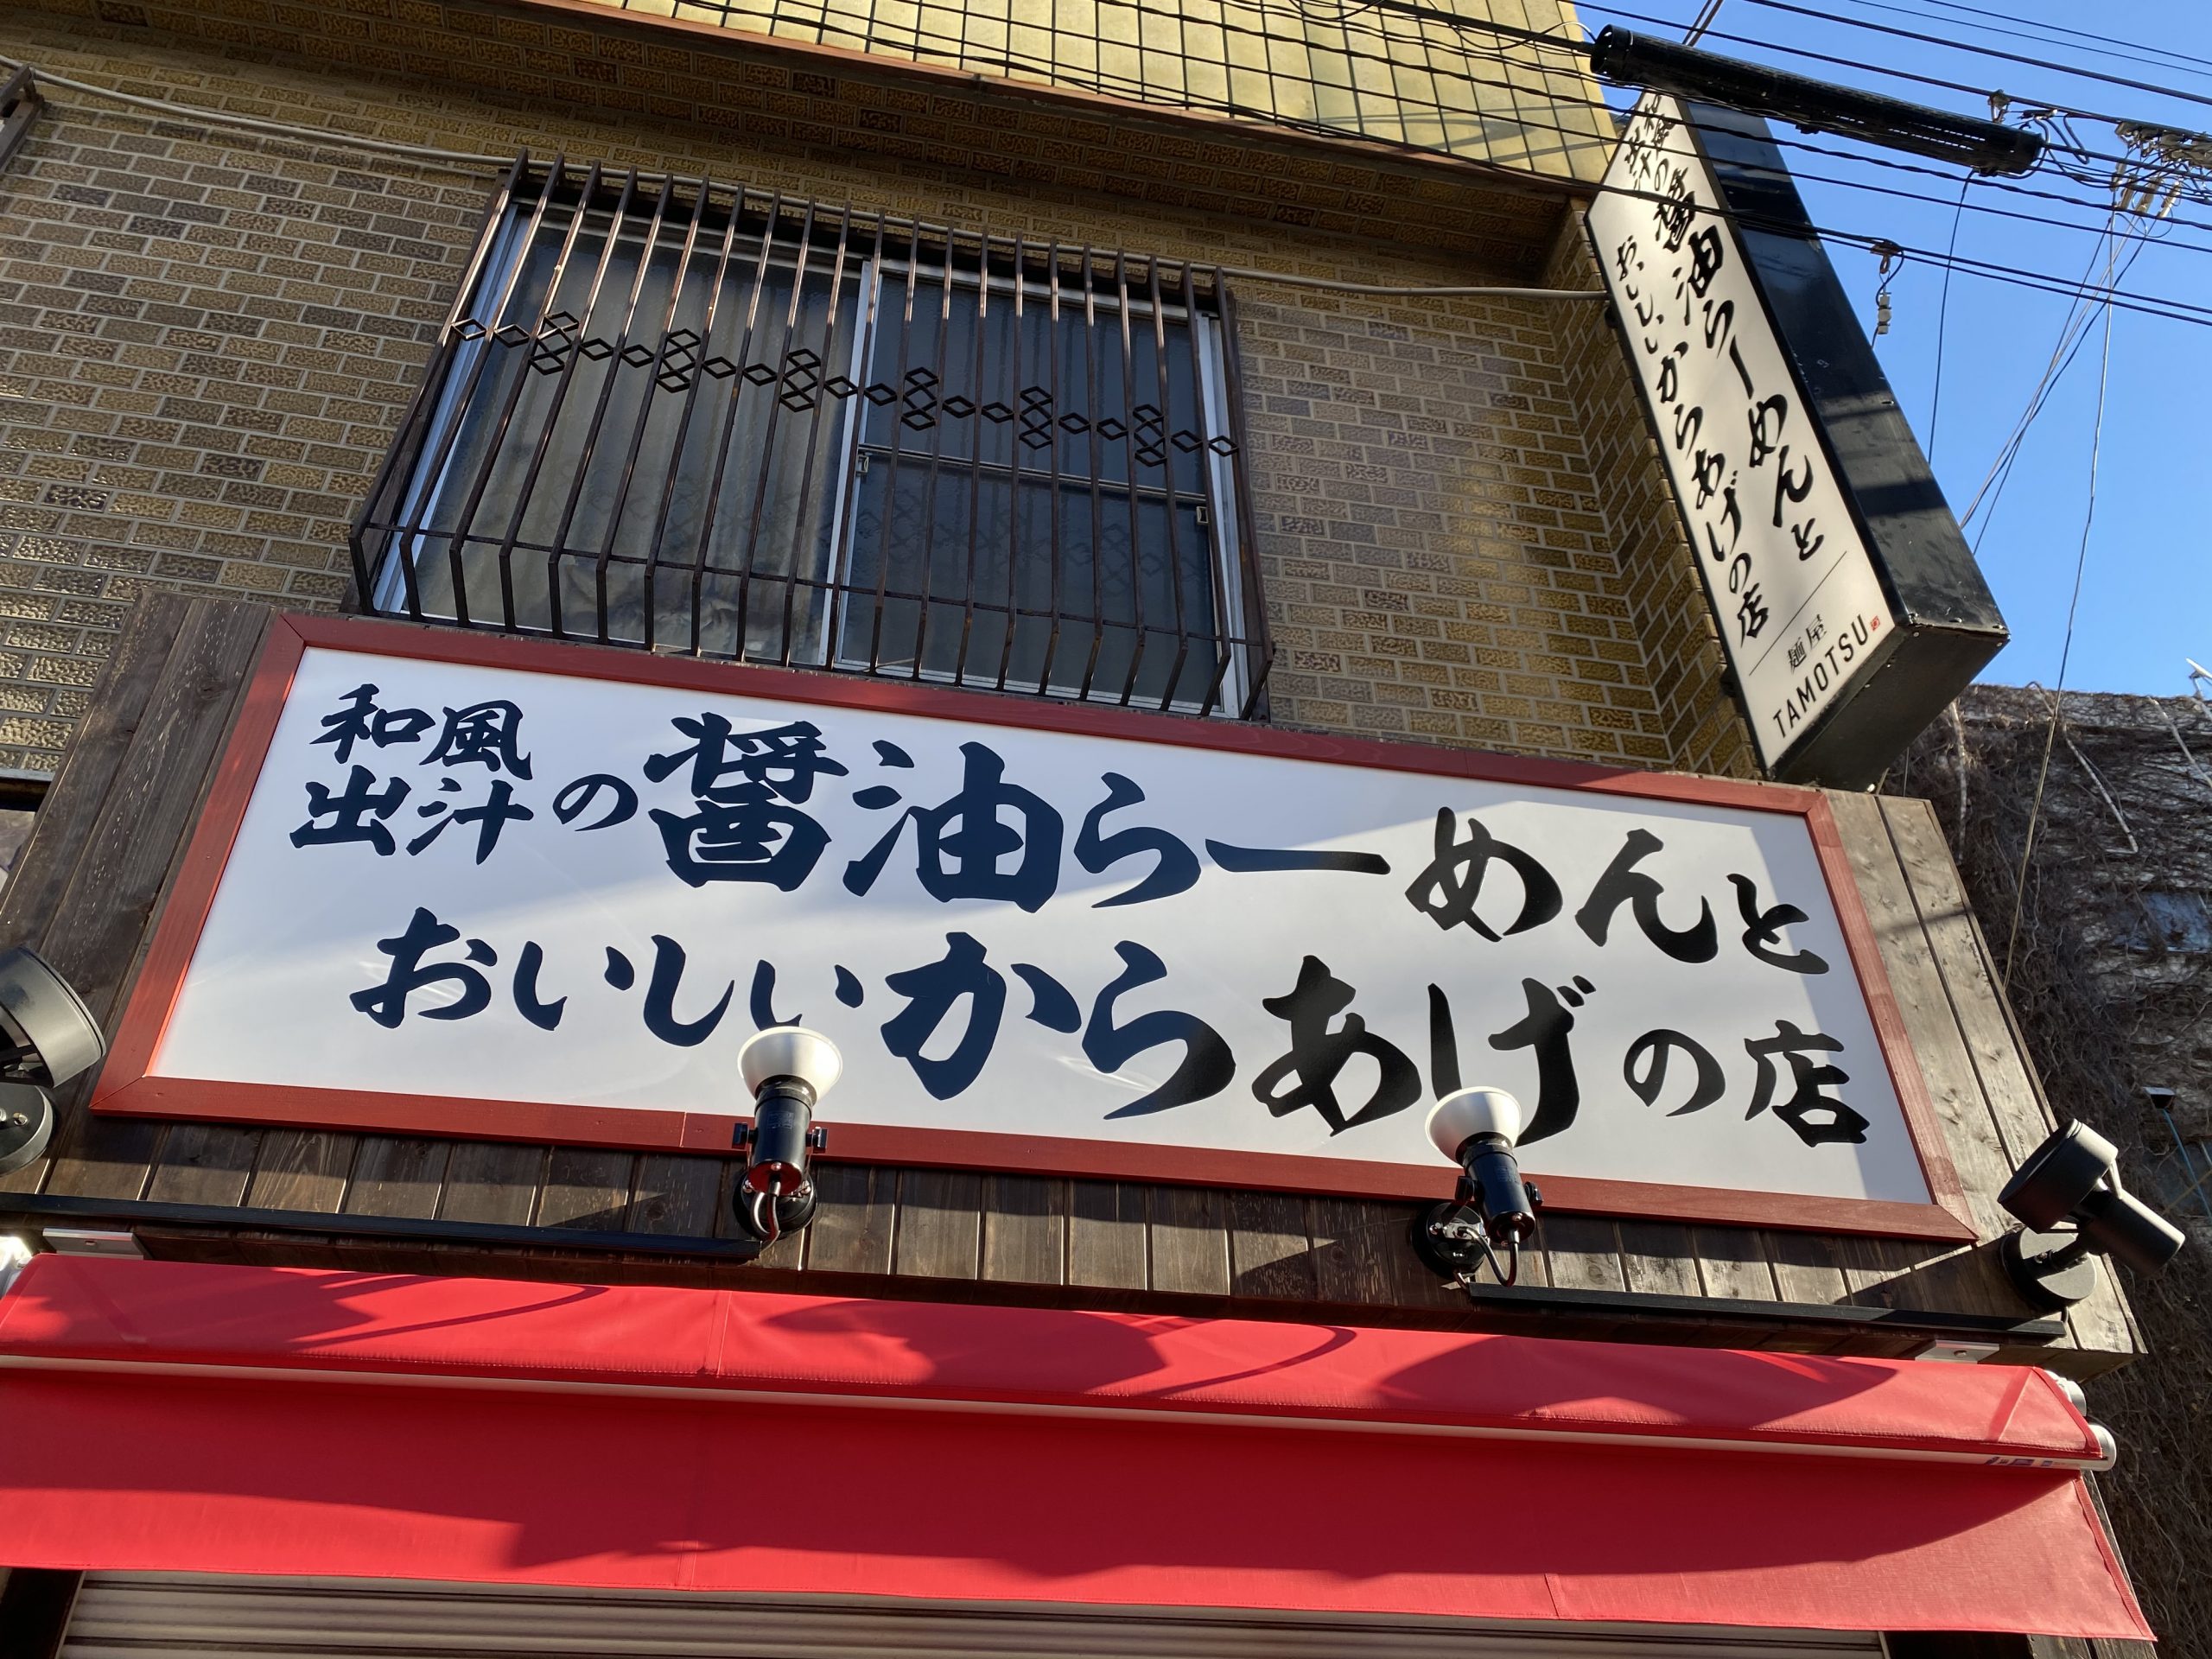 和風出汁の醤油らーめんと
おいしいからあげの店
醤油らーめんと
おいしいからあげの店
麺屋
TAMOTSU